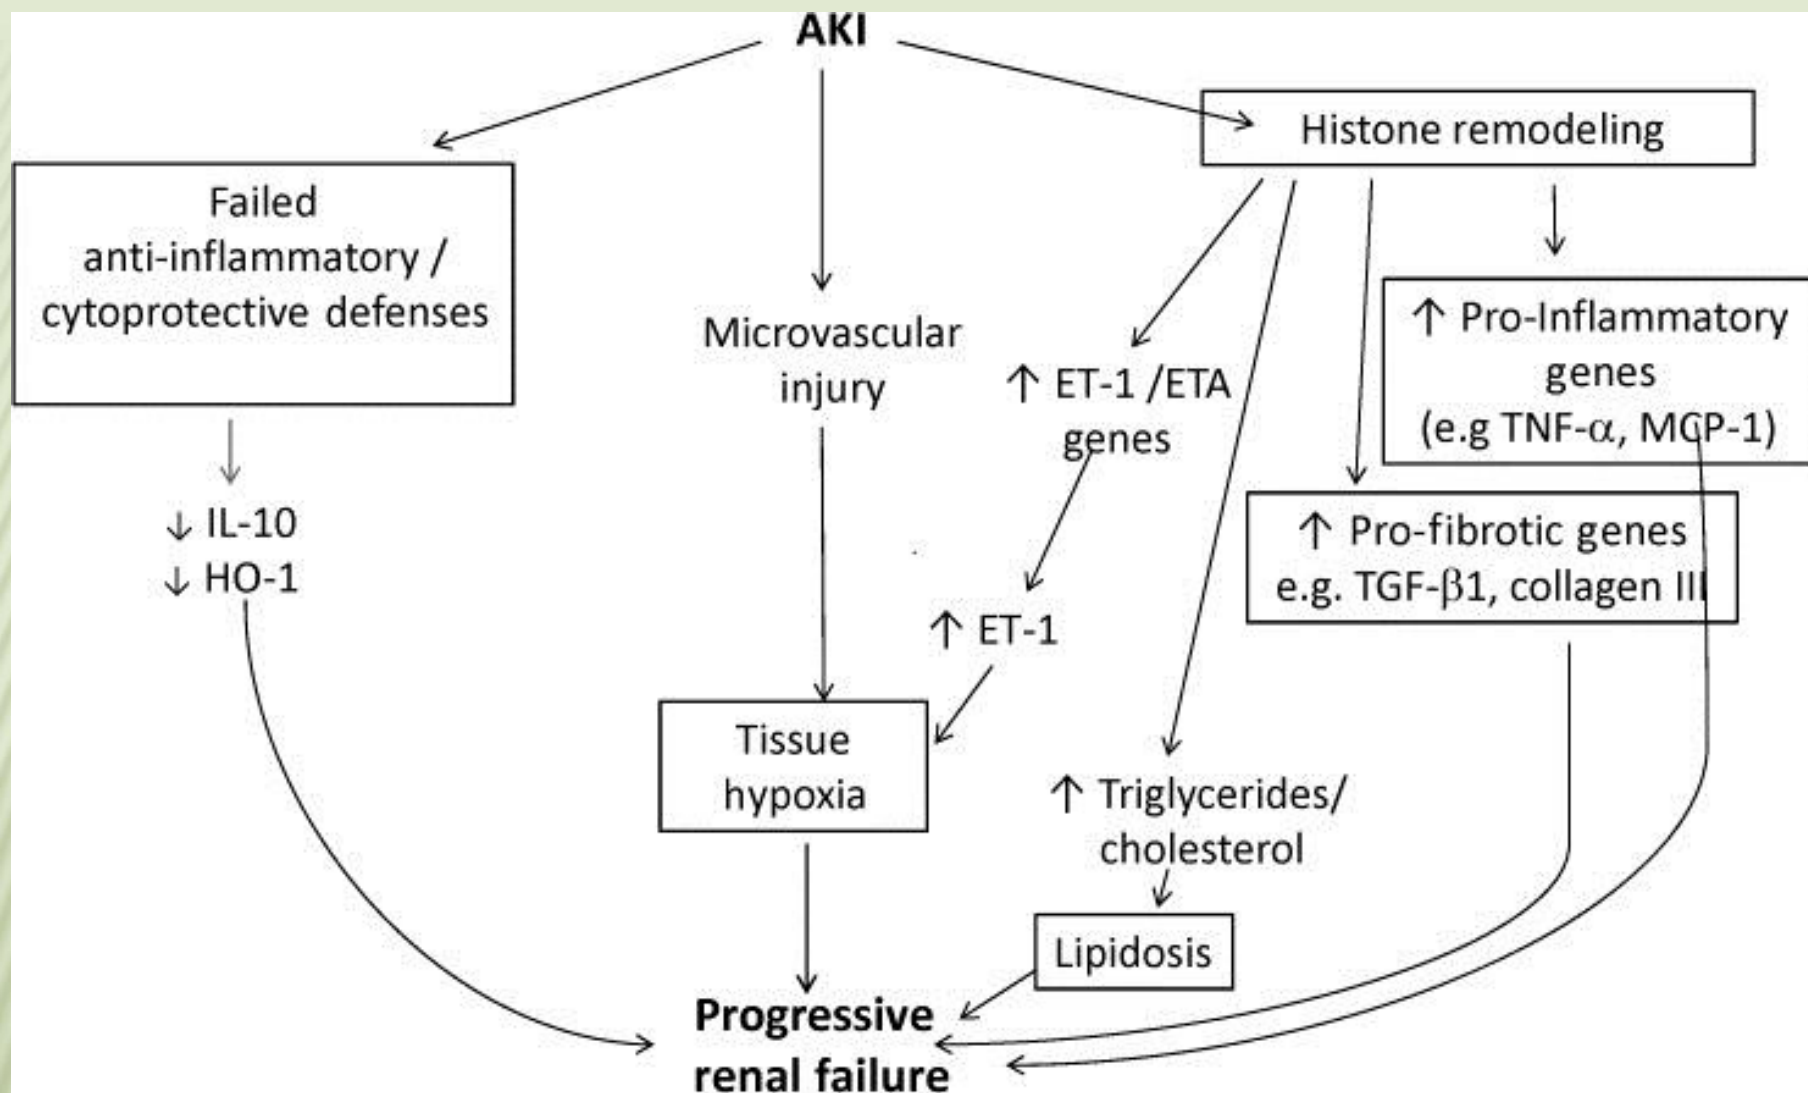 AKI
Histone remodeling
Failed
anti-inflammatory /
cytoprotective defenses
↑ Pro-Inflammatory
genes
(e.g TNF-α, MCP-1)
Microvascular
injury
↑ ET-1 /ETA
genes
↓ IL-10
↓ HO-1
↑ Pro-fibrotic genes
e.g. TGF-β1, collagen III
↑ ET-1
Tissue
hypoxia
↑ Triglycerides/
cholesterol
Lipidosis
Progressive
renal failure